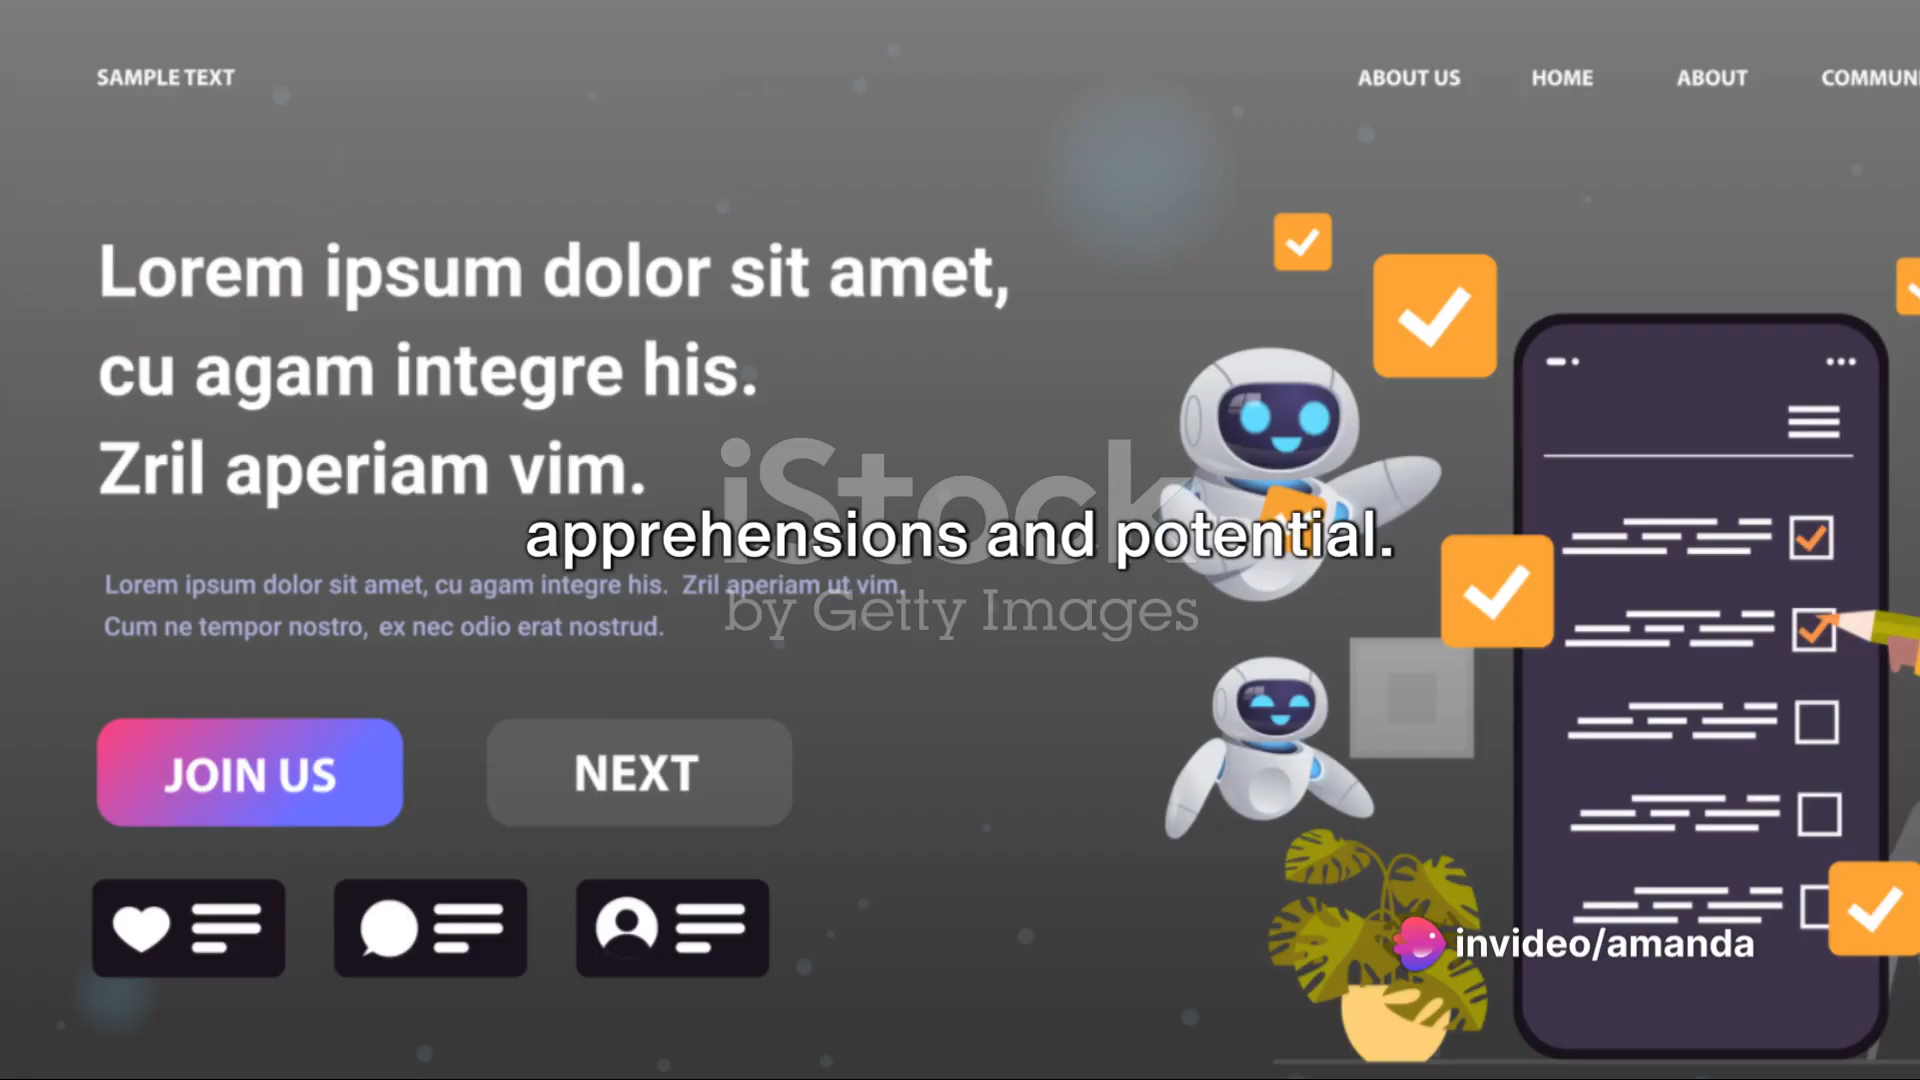 SAMPLE TEXT
ABOUT US HOME ABOUT COMMUNI
Lorem ipsum dolor sit amet,
cu agam integre his.
Zril aperiam vim.
iStock
apprehensions and potential.
by Getty Images
Lorem ipsum dolor sit amet, cu agam integre his. Zril aperiam ut vim.
Cum ne tempor nostro, ex nec odio erat nostrud.
JOIN US
NEXT
invideo/amanda